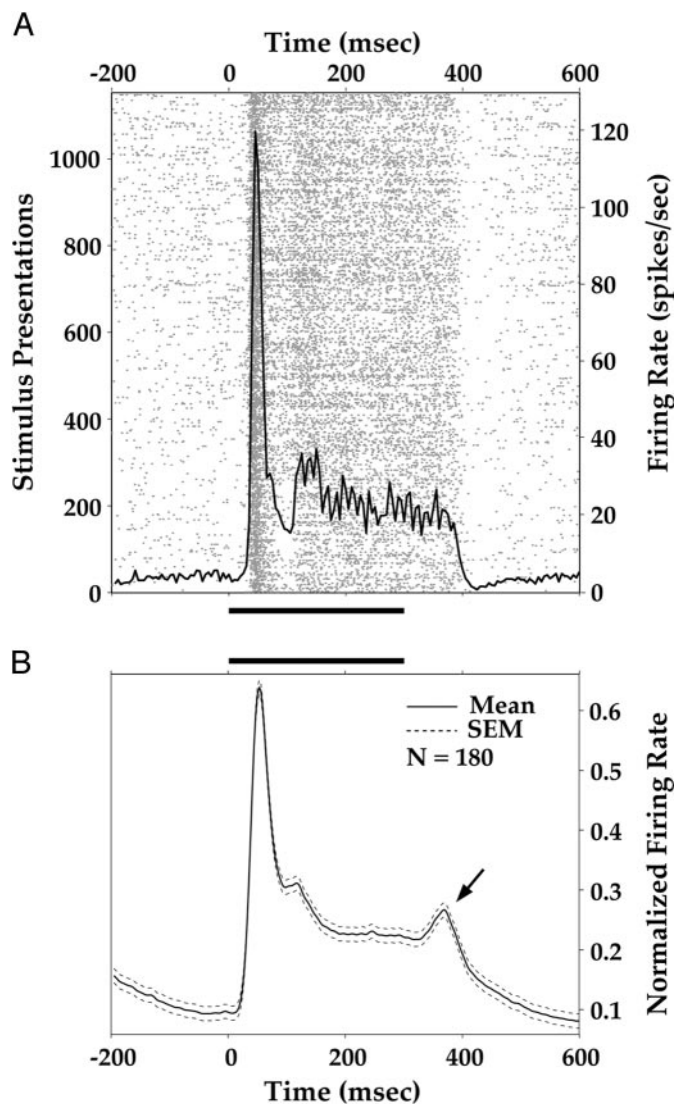 A
Time (msec)
-200 0 200 400 600
Stimulus Presentations
1000
800
600
400
200
0
120
100
80
60
40
20
0
Firing Rate (spikes/sec)
B
Mean
SEM
N = 180
0.6
0.5
0.4
0.3
0.2
0.1
Normalized Firing Rate
-200 0 200 400 600
Time (msec)